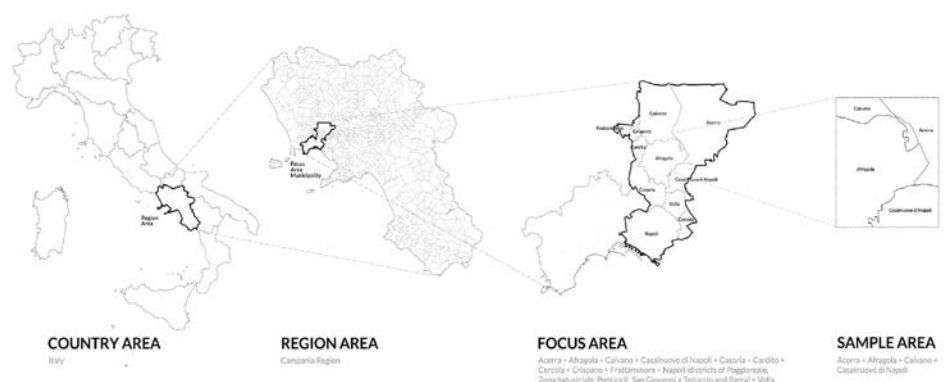 Caivano
Acerra
Frattaminore
Crispano
Cardito
Afragola
Casalnuovo di Napoli
Casoria
Volla
Cercola
Napoli
Region
Area
Focus
Area
Municipality
Caivano
Acerra
Afragola
Casalnuovo di Napoli
COUNTRY AREA
Italy
REGION AREA
Campania Region
FOCUS AREA
Acerra + Afragola + Caivano + Casalnuovo di Napoli + Casoria + Cardito +
Cercola + Crispano + Frattaminore + Napoli (districts of Poggioreale,
Zona Industriale, Ponticelli, San Giovanni a Teduccio and Barra) + Volla
SAMPLE AREA
Acerra + Afragola + Caivano +
Casalnuovo di Napoli